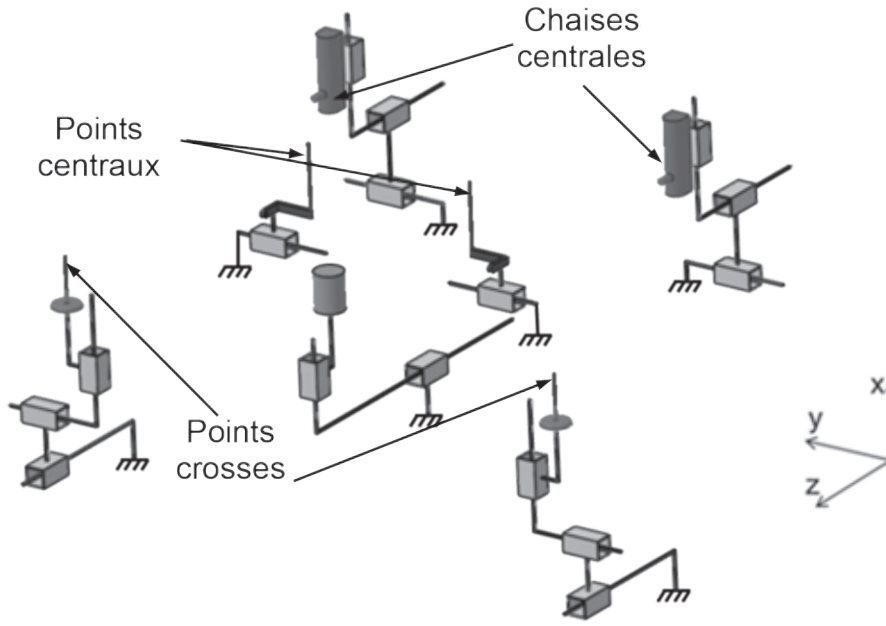 Chaises
centrales
Points
centraux
Points
crosses
x
y
z